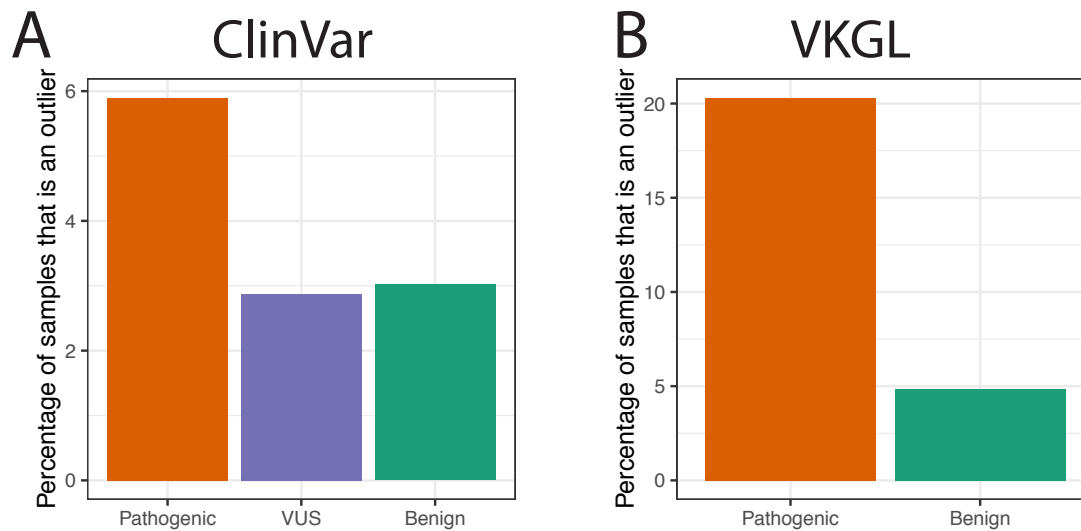 A
ClinVar
Percentage of samples that is an outlier
6
4
2
0
Pathogenic VUS Benign
B
VKGL
Percentage of samples that is an outlier
20
15
10
5
0
Pathogenic Benign